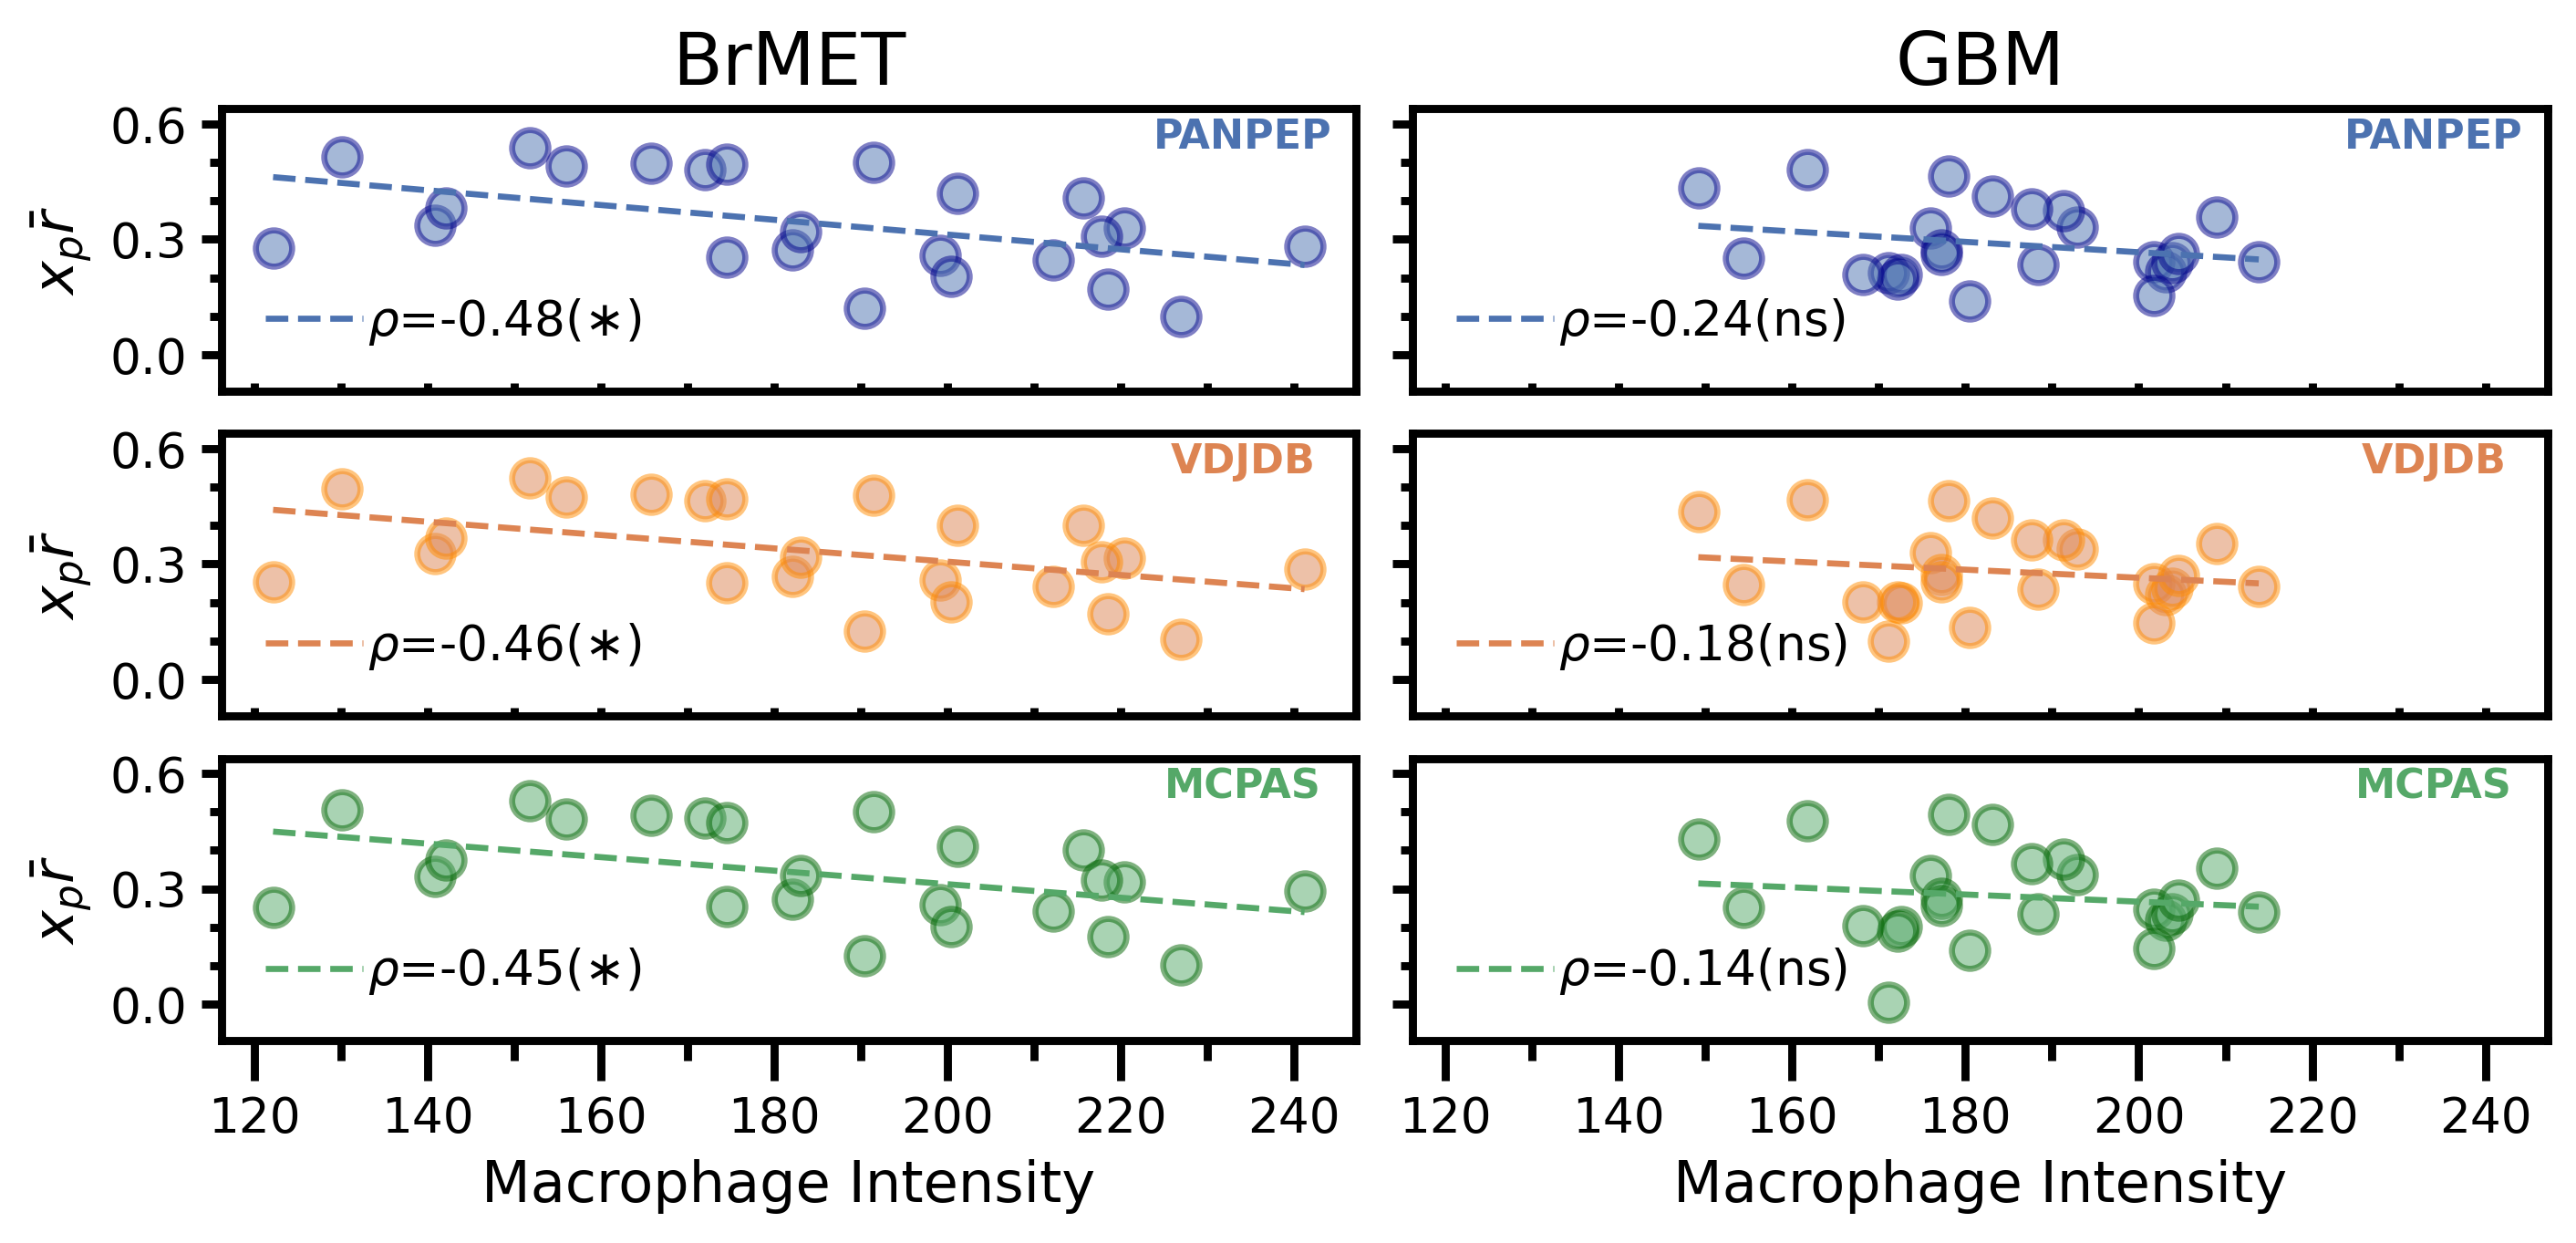 BrMET
GBM
0.6
0.3
0.0
x_p r̄
PANPEP
ρ=-0.48(∗)
PANPEP
ρ=-0.24(ns)
0.6
0.3
0.0
x_p r̄
VDJDB
ρ=-0.46(∗)
VDJDB
ρ=-0.18(ns)
0.6
0.3
0.0
x_p r̄
MCPAS
ρ=-0.45(∗)
MCPAS
ρ=-0.14(ns)
120 140 160 180 200 220 240
120 140 160 180 200 220 240
Macrophage Intensity
Macrophage Intensity